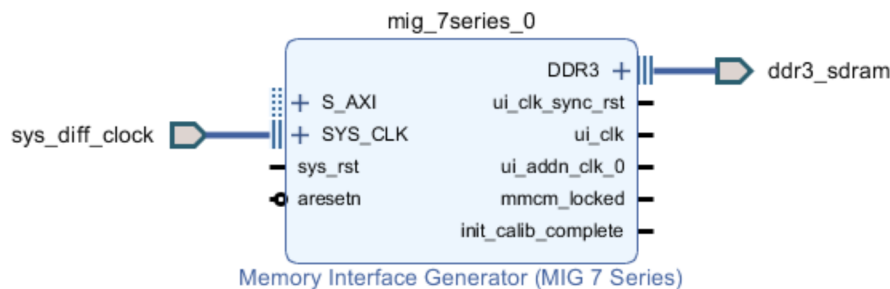 mig_7series_0
DDR3
ddr3_sdram
S_AXI
ui_clk_sync_rst
sys_diff_clock
SYS_CLK
ui_clk
sys_rst
ui_addn_clk_0
aresetn
mmcm_locked
init_calib_complete
Memory Interface Generator (MIG 7 Series)